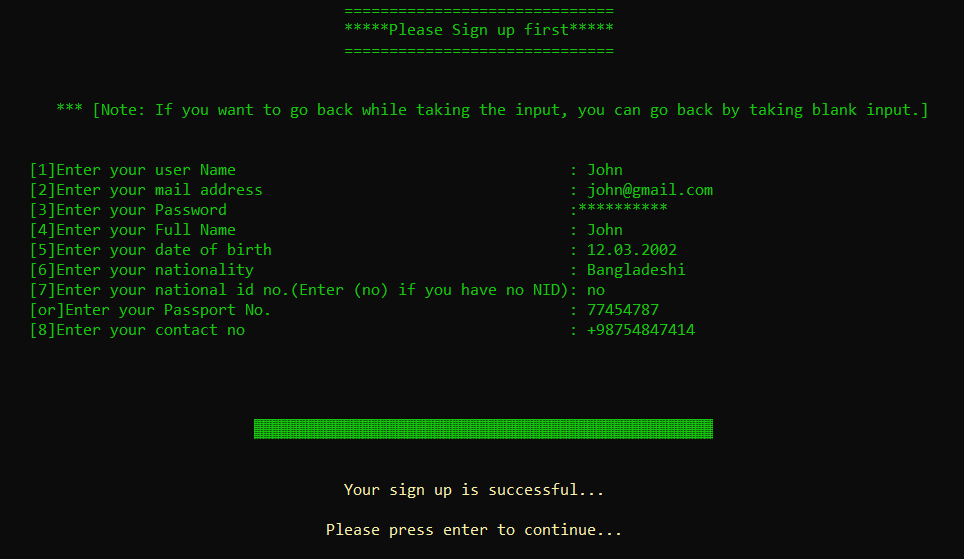 ==============================
*****Please Sign up first*****
==============================
*** [Note: If you want to go back while taking the input, you can go back by taking blank input.]
[1]Enter your user Name : John
[2]Enter your mail address : john@gmail.com
[3]Enter your Password :**********
[4]Enter your Full Name : John
[5]Enter your date of birth : 12.03.2002
[6]Enter your nationality : Bangladeshi
[7]Enter your national id no.(Enter (no) if you have no NID): no
[or]Enter your Passport No. : 77454787
[8]Enter your contact no : +98754847414
Your sign up is successful...
Please press enter to continue...